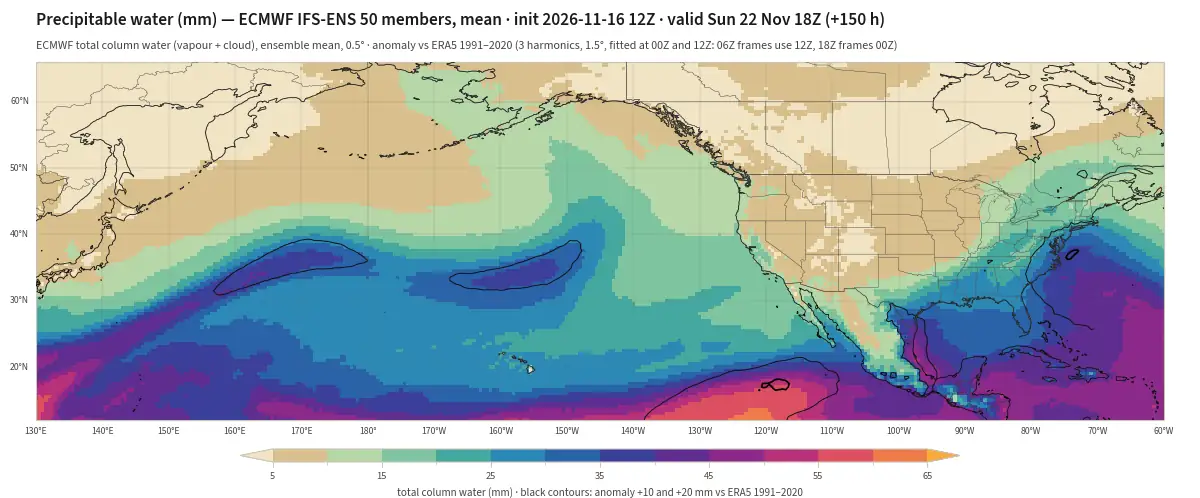 Precipitable water (mm) — ECMWF IFS-ENS 50 members, mean · init 2026-11-16 12Z · valid Sun 22 Nov 18Z (+150 h)
ECMWF total column water (vapour + cloud), ensemble mean, 0.5° · anomaly vs ERA5 1991–2020 (3 harmonics, 1.5°, fitted at 00Z and 12Z: 06Z frames use 12Z, 18Z frames 00Z)
60°N
50°N
40°N
30°N
20°N
130°E 140°E 150°E 160°E 170°E 180° 170°W 160°W 150°W 140°W 130°W 120°W 110°W 100°W 90°W 80°W 70°W 60°W
5 15 25 35 45 55 65
total column water (mm) · black contours: anomaly +10 and +20 mm vs ERA5 1991–2020